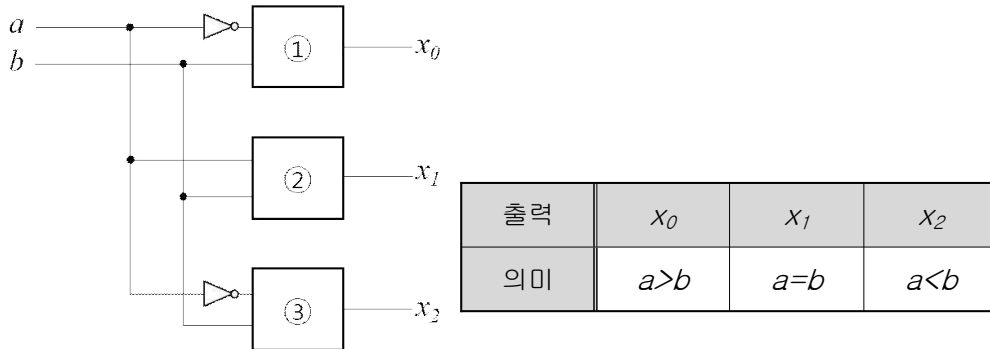 a
b
①
x₀
②
x₁
③
x₂
출력 x₀ x₁ x₂
의미 a>b a=b a<b